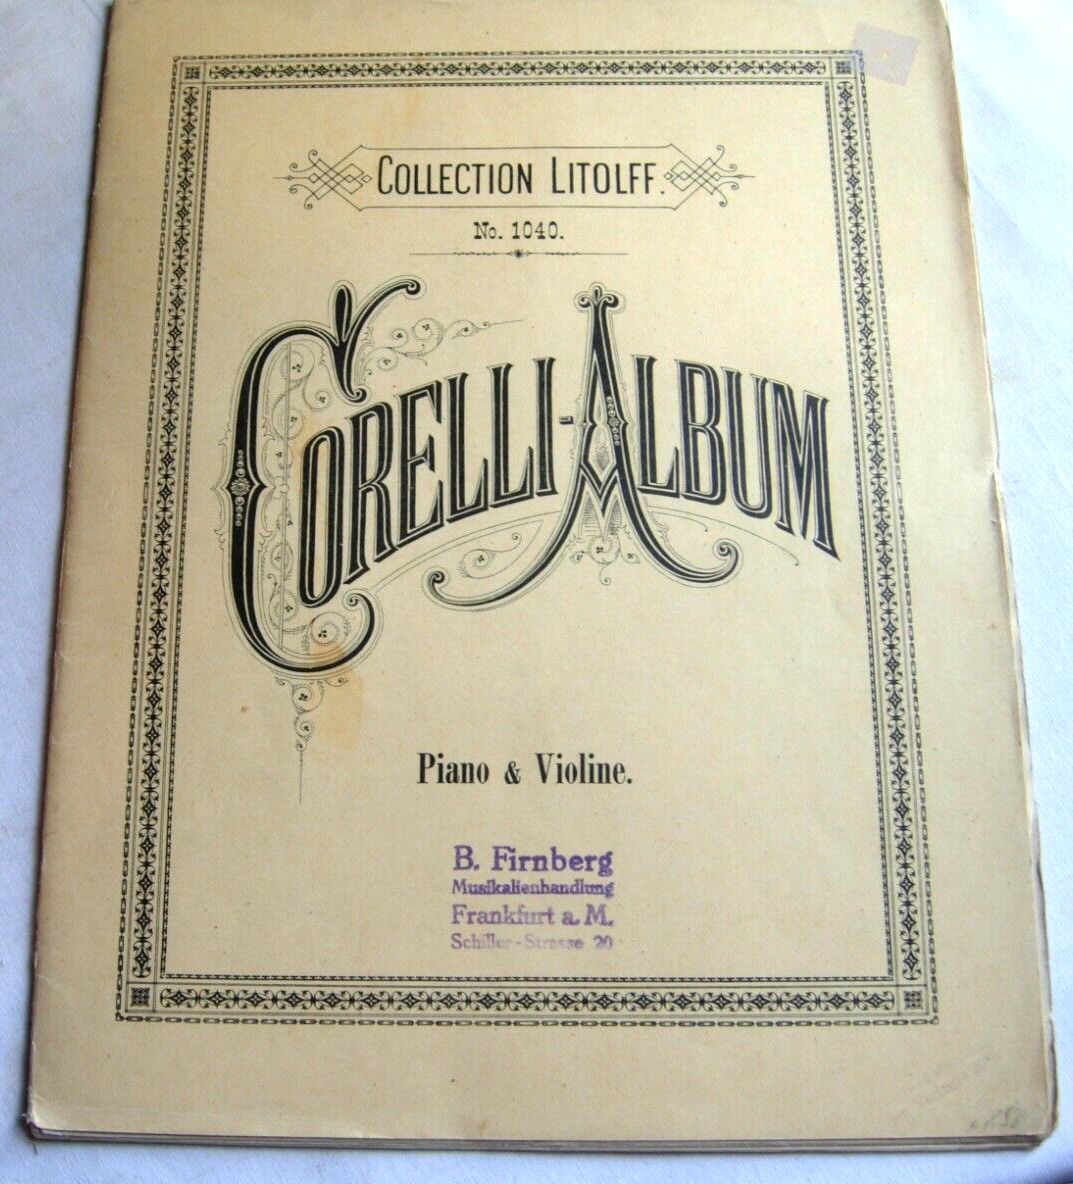 COLLECTION LITOLFF.
No. 1040.
CORELLI-ALBUM
Piano & Violine.
B. Firnberg
Musikalienhandlung
Frankfurt a. M.
Schiller-Strasse 20